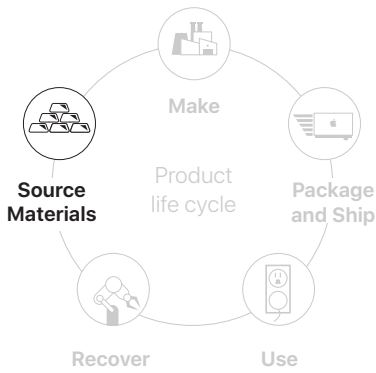 Make
Source
Materials
Product
life cycle
Package
and Ship
Recover
Use